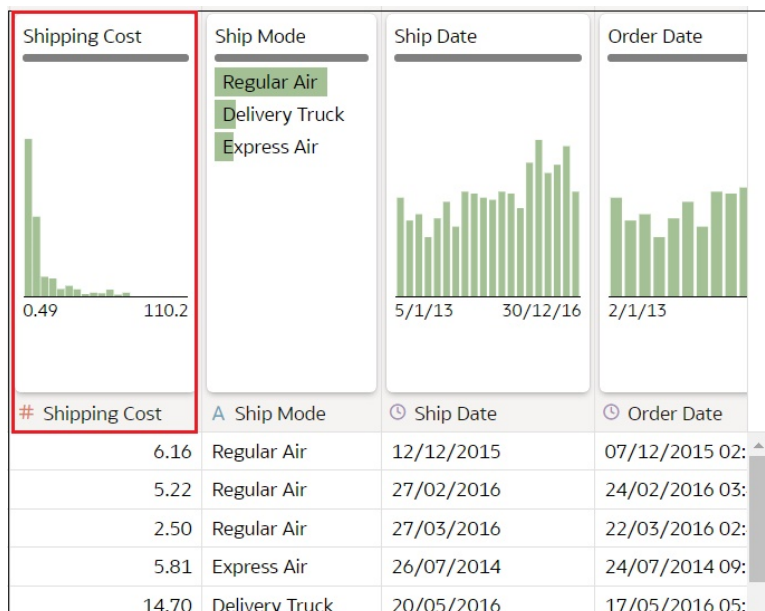 Shipping Cost Ship Mode Ship Date Order Date
Regular Air
Delivery Truck
Express Air
0.49 110.2 5/1/13 30/12/16 2/1/13
# Shipping Cost A Ship Mode Ship Date Order Date
6.16 Regular Air 12/12/2015 07/12/2015 02:
5.22 Regular Air 27/02/2016 24/02/2016 03:
2.50 Regular Air 27/03/2016 22/03/2016 02:
5.81 Express Air 26/07/2014 24/07/2014 09:
14.70 Delivery Truck 20/05/2016 17/05/2016 05: